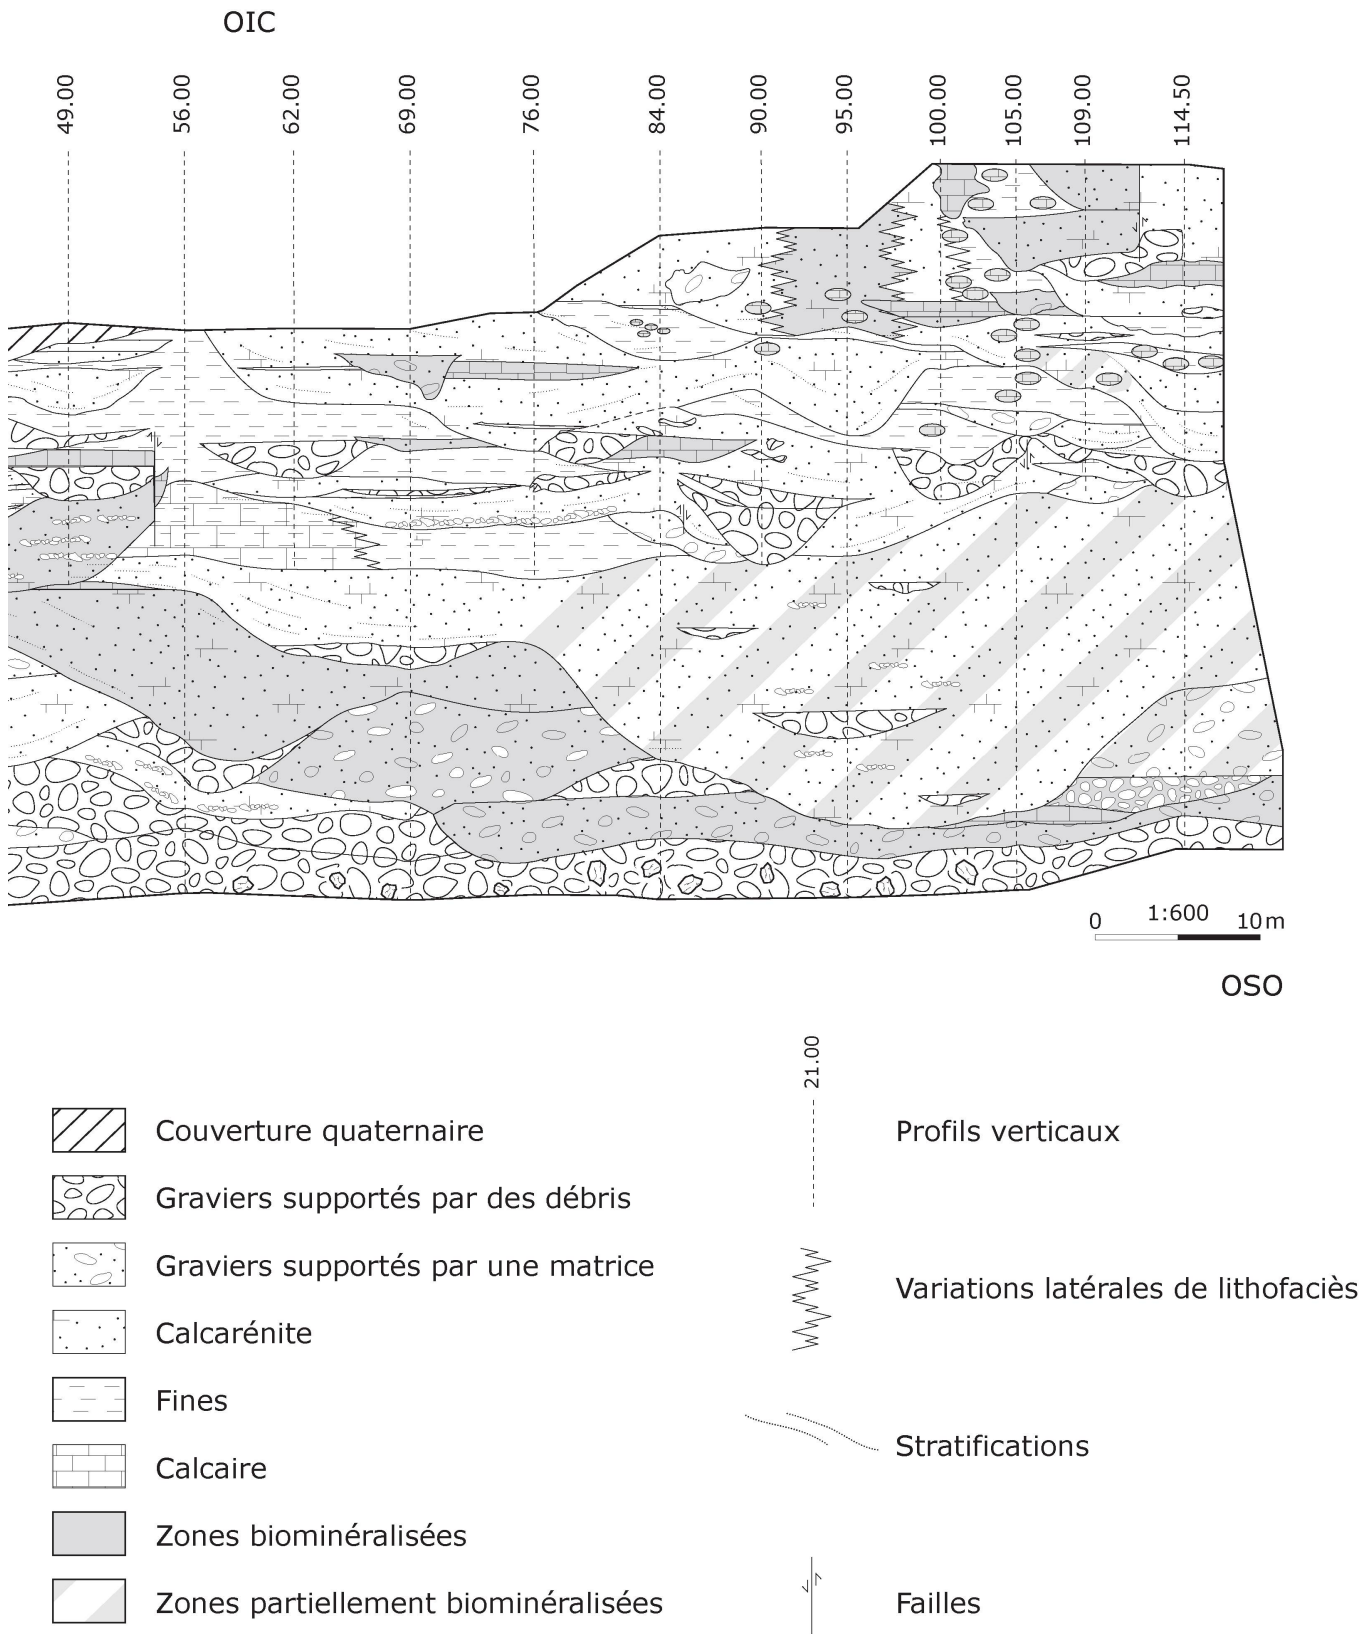 OIC
49.00 56.00 62.00 69.00 76.00 84.00 90.00 95.00 100.00 105.00 109.00 114.50
0 1:600 10 m
OSO
21.00
Couverture quaternaire
Profils verticaux
Graviers supportés par des débris
Graviers supportés par une matrice
Variations latérales de lithofaciès
Calcarénite
Fines
Stratifications
Calcaire
Zones biominéralisées
Zones partiellement biominéralisées
Failles